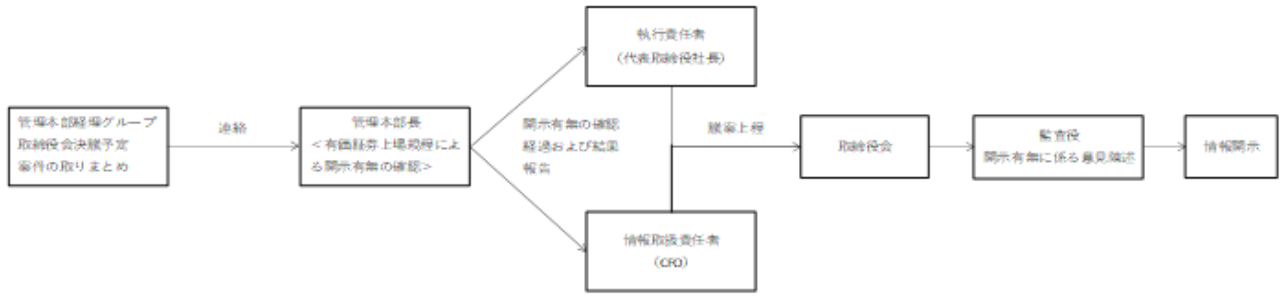 管理本部経理グループ
取締役会決議予定
案件の取りまとめ
連絡
管理本部長
＜有価証券上場規程によ
る開示有無の確認＞
開示有無の確認
経過および結果
報告
執行責任者
（代表取締役社長）
情報取扱責任者
（CFO）
議案上程
取締役会
監査役
開示有無に係る意見陳述
情報開示